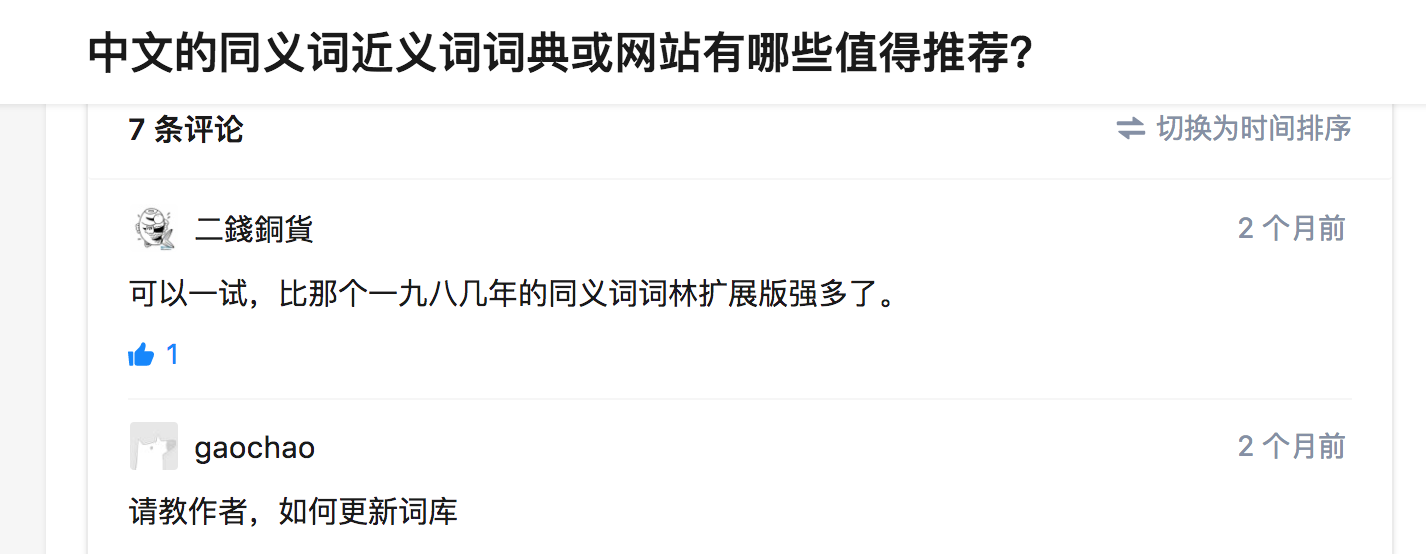 中文的同义词近义词词典或网站有哪些值得推荐?
7 条评论
切换为时间排序
二錢銅貨
2 个月前
可以一试，比那个一九八几年的同义词词林扩展版强多了。
1
gaochao
2 个月前
请教作者，如何更新词库